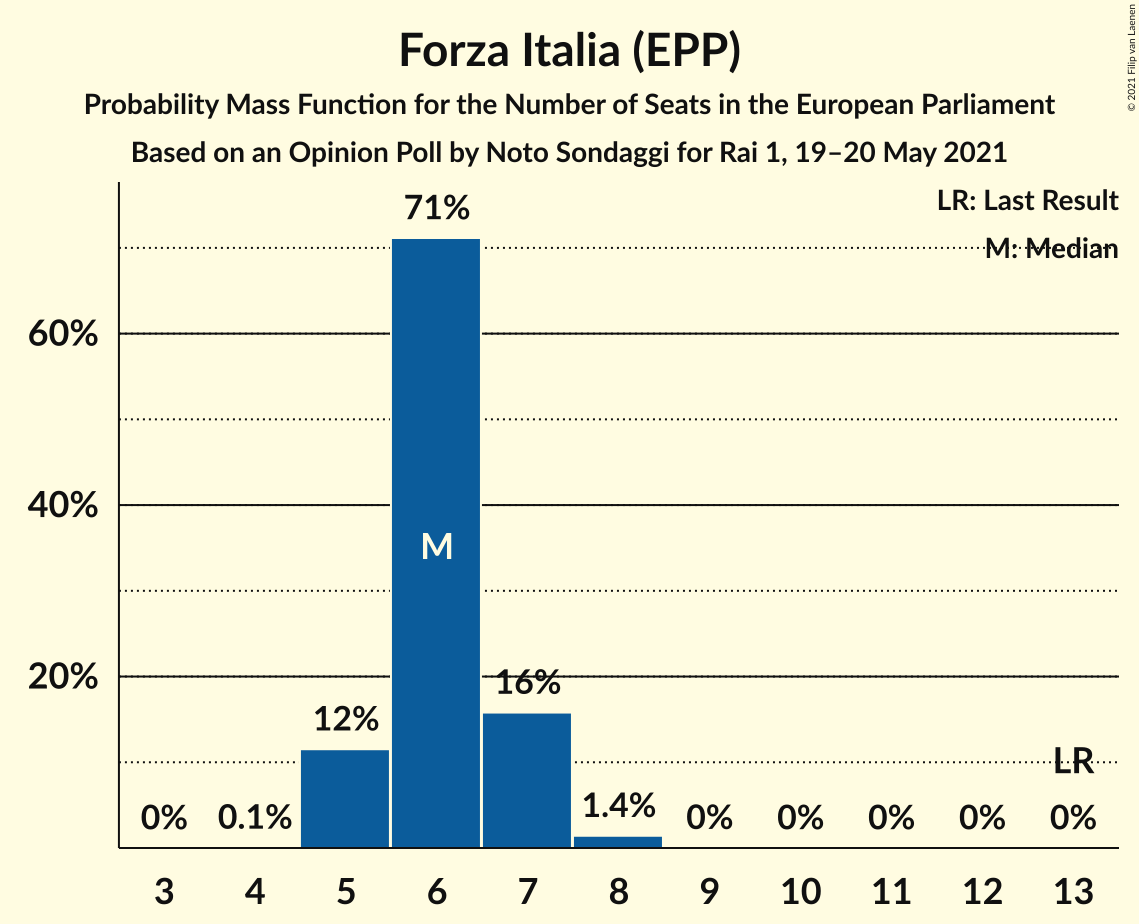 Forza Italia (EPP)
Probability Mass Function for the Number of Seats in the European Parliament
Based on an Opinion Poll by Noto Sondaggi for Rai 1, 19–20 May 2021
© 2021 Filip van Laenen
LR: Last Result
M: Median
71%
60%
40%
M
20%
16%
12%
LR
0% 0.1% 1.4% 0% 0% 0% 0% 0%
3 4 5 6 7 8 9 10 11 12 13